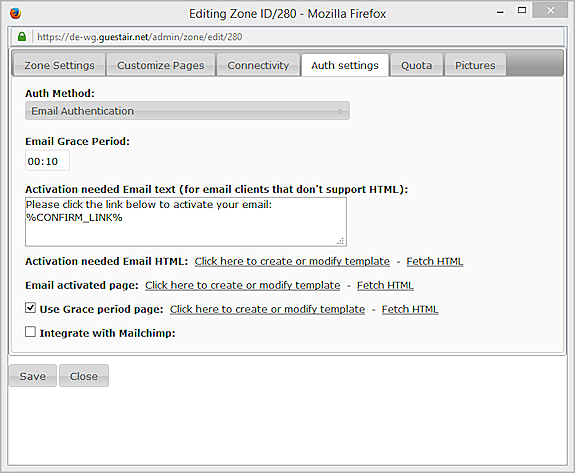 Editing Zone ID/280 - Mozilla Firefox
https://de-wg.guestair.net/admin/zone/edit/280
Zone Settings Customize Pages Connectivity Auth settings Quota Pictures
Auth Method:
Email Authentication
Email Grace Period:
00:10
Activation needed Email text (for email clients that don't support HTML):
Please click the link below to activate your email:
%CONFIRM_LINK%
Activation needed Email HTML: Click here to create or modify template - Fetch HTML
Email activated page: Click here to create or modify template - Fetch HTML
Use Grace period page: Click here to create or modify template - Fetch HTML
Integrate with Mailchimp:
Save Close